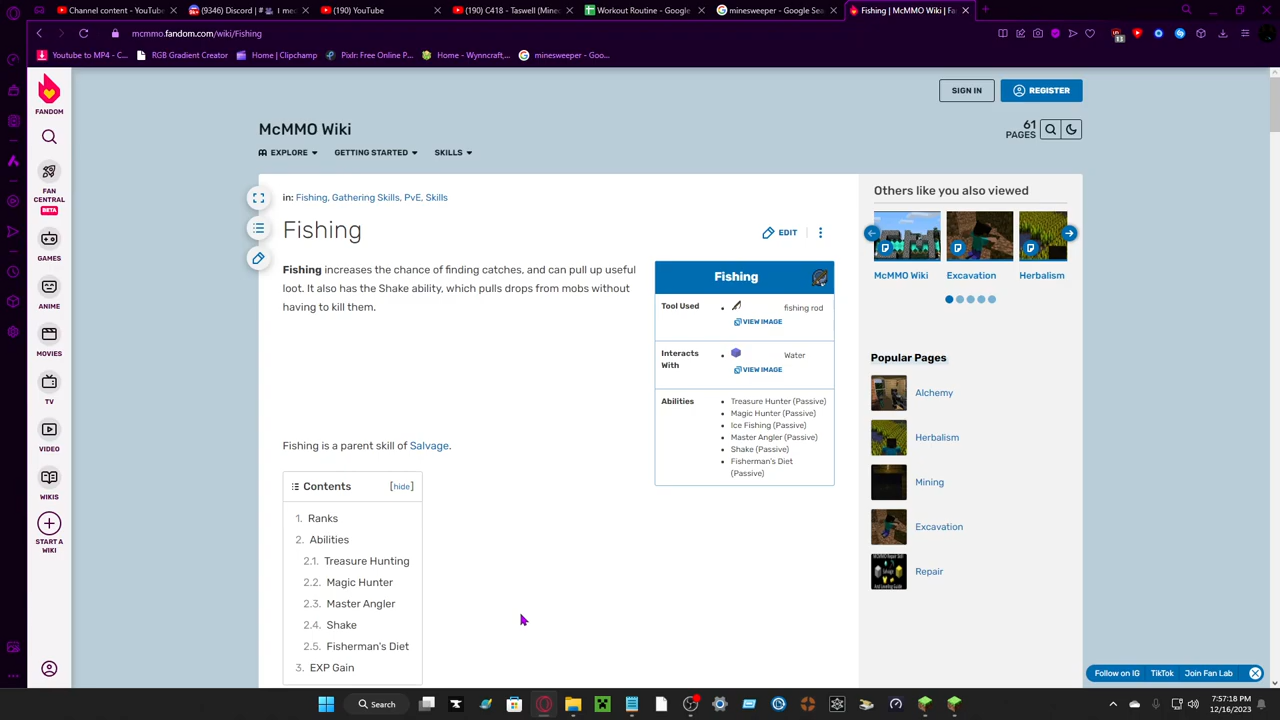 Content channel" - YouTu
(9346) Discord | #
(190) YouTube
(190) C418 - Taswell (Minec
Workout Routine - Google
minesweeper - Google Sea
Fishing | McMMO Wiki | Fan
mcmmo.fandom.com/wiki/Fishing
11
Youtube to MP4 - C...
RGB Gradient Creator
Home | Clipchamp
Pixlr: Free Online P...
Home - Wynncraft,...
minesweeper - Goo...
SIGN IN
REGISTER
FANDOM
McMMO Wiki
61 PAGES
EXPLORE
GETTING STARTED
SKILLS
FAN CENTRAL
BETA
GAMES
ANIME
MOVIES
TV
VIDEO
WIKIS
START A WIKI
in: Fishing, Gathering Skills, PvE, Skills
Fishing
EDIT
Fishing increases the chance of finding catches, and can pull up useful
loot. It also has the Shake ability, which pulls drops from mobs without
having to kill them.
Fishing
Tool Used
fishing rod
VIEW IMAGE
Interacts With
Water
VIEW IMAGE
Abilities
Treasure Hunter (Passive)
Magic Hunter (Passive)
Ice Fishing (Passive)
Master Angler (Passive)
Shake (Passive)
Fisherman's Diet
(Passive)
Fishing is a parent skill of Salvage.
Contents [hide]
1. Ranks
2. Abilities
2.1. Treasure Hunting
2.2. Magic Hunter
2.3. Master Angler
2.4. Shake
2.5. Fisherman's Diet
3. EXP Gain
Others like you also viewed
McMMO Wiki
Excavation
Herbalism
Popular Pages
Alchemy
Herbalism
Mining
Excavation
Repair
Follow on IG
TikTok
Join Fan Lab
Search
7:57:18 PM
12/16/2023